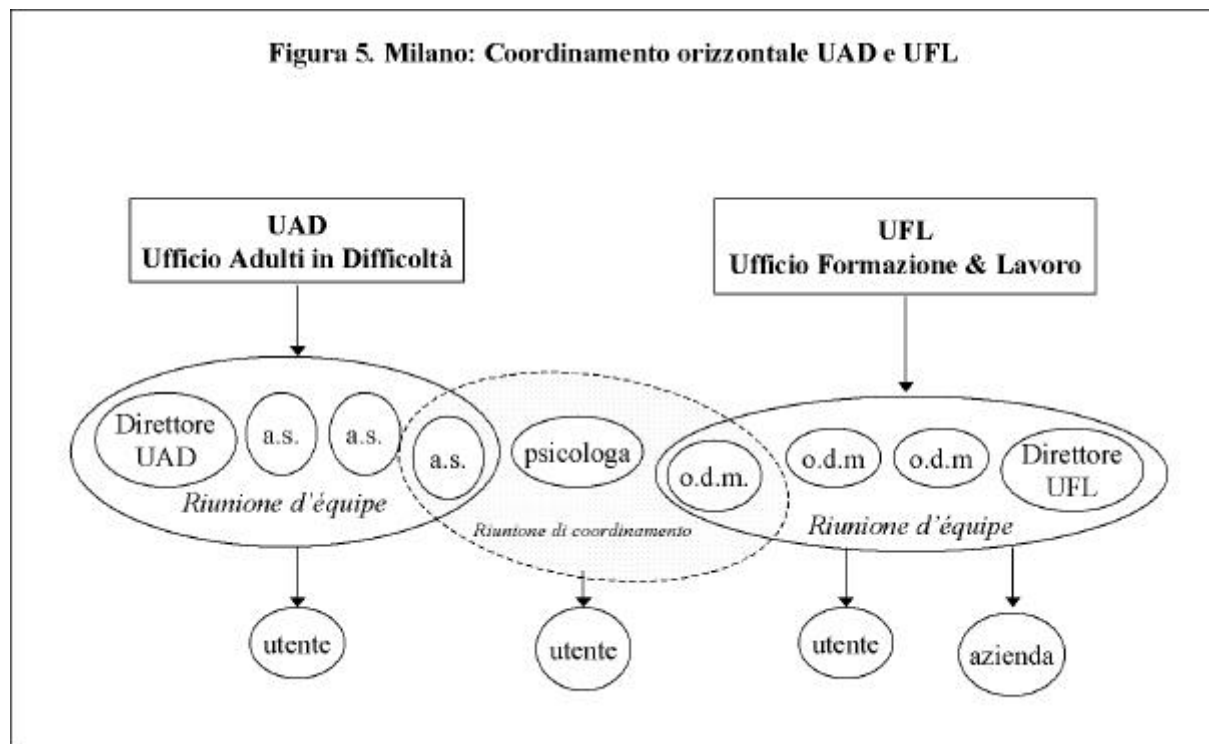 Figura 5. Milano: Coordinamento orizzontale UAD e UFL
UAD
Ufficio Adulti in Difficoltà
UFL
Ufficio Formazione & Lavoro
Direttore
UAD
a.s.
a.s.
a.s.
Riunione d'équipe
psicologa
Riunione di coordinamento
o.d.m.
o.d.m
o.d.m
Direttore
UFL
Riunione d'équipe
utente
utente
utente
azienda